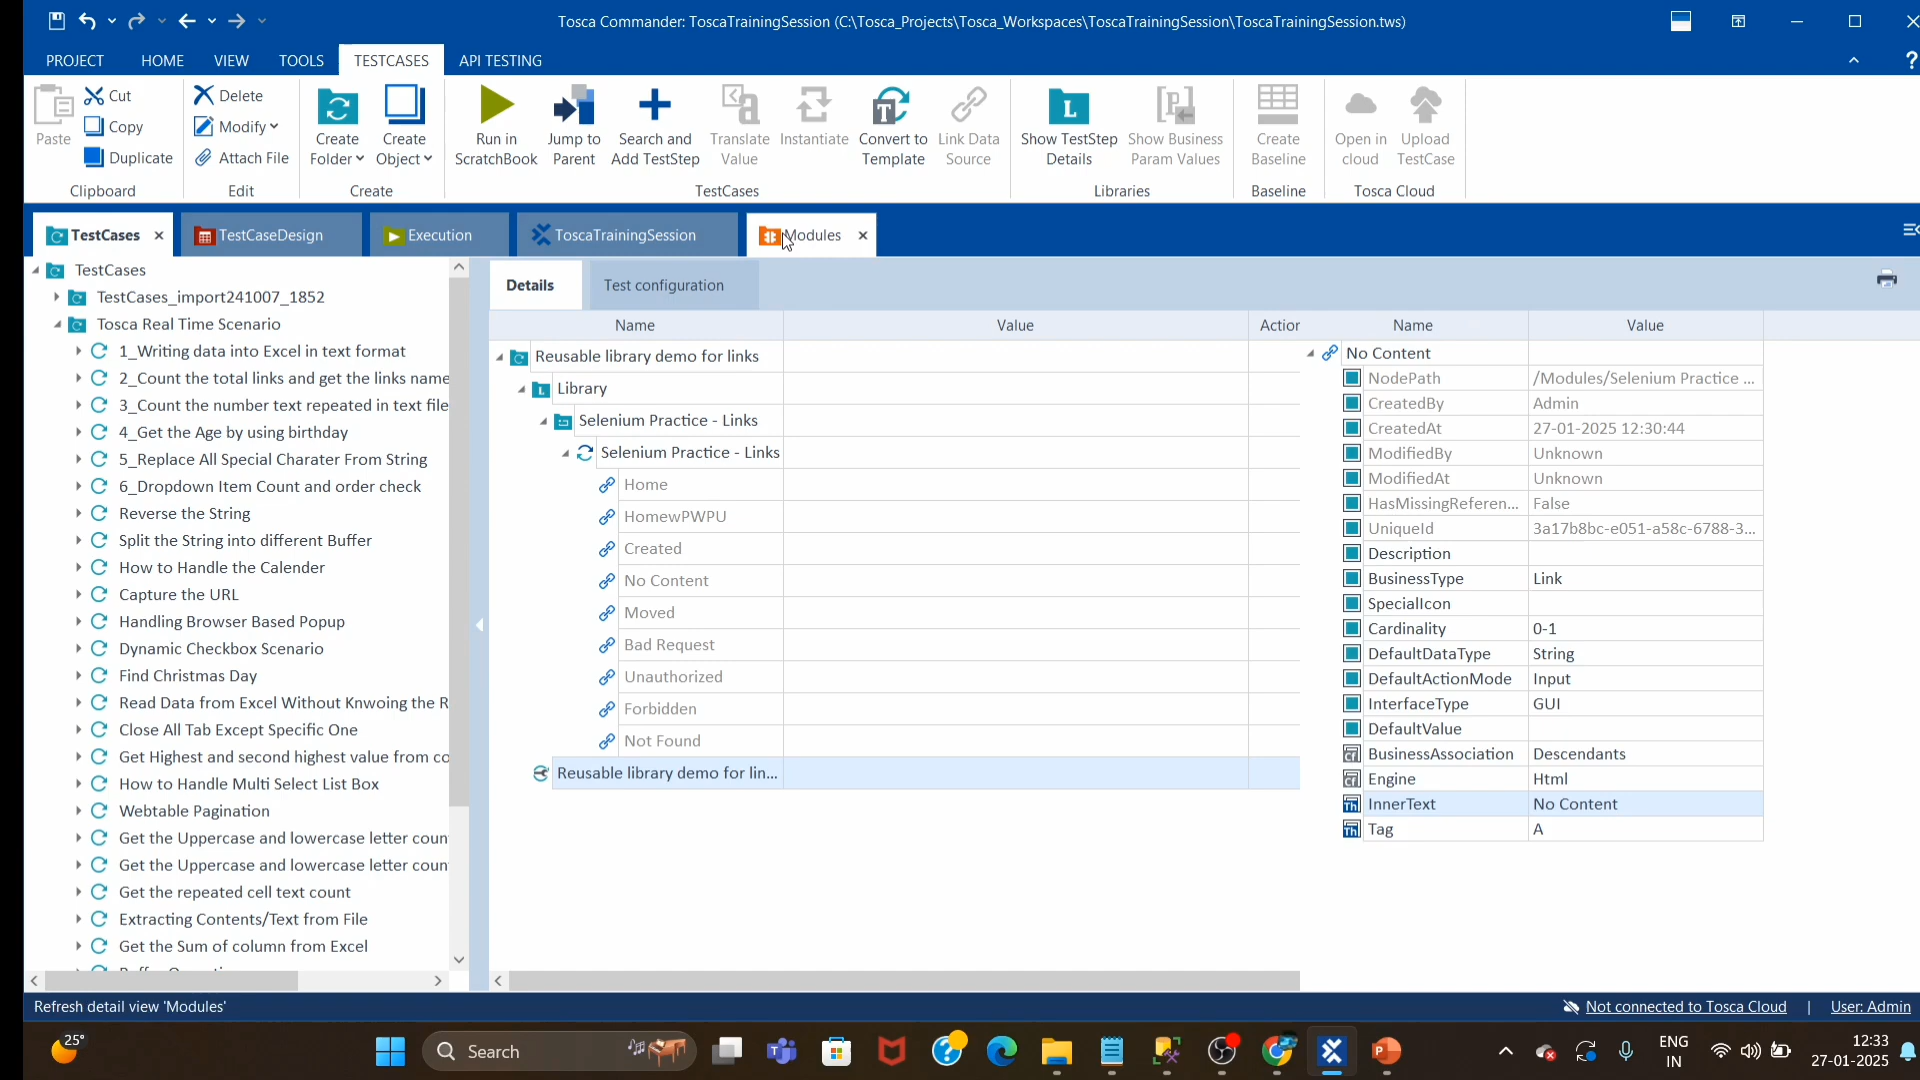 Tosca Commander: ToscaTrainingSession (C:\Tosca_Projects\Tosca_Workspaces\ToscaTrainingSession\ToscaTrainingSession.tws)
PROJECT HOME VIEW TOOLS TESTCASES API TESTING ?
Paste
Cut
Copy
Duplicate
Clipboard
Delete
Modify
Attach File
Edit
Create Folder
Create Object
Create
Run in ScratchBook
Jump to Parent
Search and Add TestStep
Translate Value
Instantiate
Convert to Template
Link Data Source
TestCases
Show TestStep Details
Show Business Param Values
Libraries
Create Baseline
Baseline
Open in cloud
Upload TestCase
Tosca Cloud
TestCases TestCaseDesign Execution ToscaTrainingSession Modules
TestCases
TestCases_import241007_1852
Tosca Real Time Scenario
1_Writing data into Excel in text format
2_Count the total links and get the links name
3_Count the number text repeated in text file
4_Get the Age by using birthday
5_Replace All Special Charater From String
6_Dropdown Item Count and order check
Reverse the String
Split the String into different Buffer
How to Handle the Calender
Capture the URL
Handling Browser Based Popup
Dynamic Checkbox Scenario
Find Christmas Day
Read Data from Excel Without Knwoing the R
Close All Tab Except Specific One
Get Highest and second highest value from co
How to Handle Multi Select List Box
Webtable Pagination
Get the Uppercase and lowercase letter coun
Get the Uppercase and lowercase letter coun
Get the repeated cell text count
Extracting Contents/Text from File
Get the Sum of column from Excel
Details Test configuration
Name Value Action
Reusable library demo for links
Library
Selenium Practice - Links
Selenium Practice - Links
Home
HomewPWPU
Created
No Content
Moved
Bad Request
Unauthorized
Forbidden
Not Found
Reusable library demo for lin...
Name Value
No Content
NodePath /Modules/Selenium Practice ...
CreatedBy Admin
CreatedAt 27-01-2025 12:30:44
ModifiedBy Unknown
ModifiedAt Unknown
HasMissingReferen... False
UniqueId 3a17b8bc-e051-a58c-6788-3...
Description
BusinessType Link
SpecialIcon
Cardinality 0-1
DefaultDataType String
DefaultActionMode Input
InterfaceType GUI
DefaultValue
BusinessAssociation Descendants
Engine Html
InnerText No Content
Tag A
Refresh detail view 'Modules' Not connected to Tosca Cloud | User: Admin
25° Search ENG IN 12:33 27-01-2025